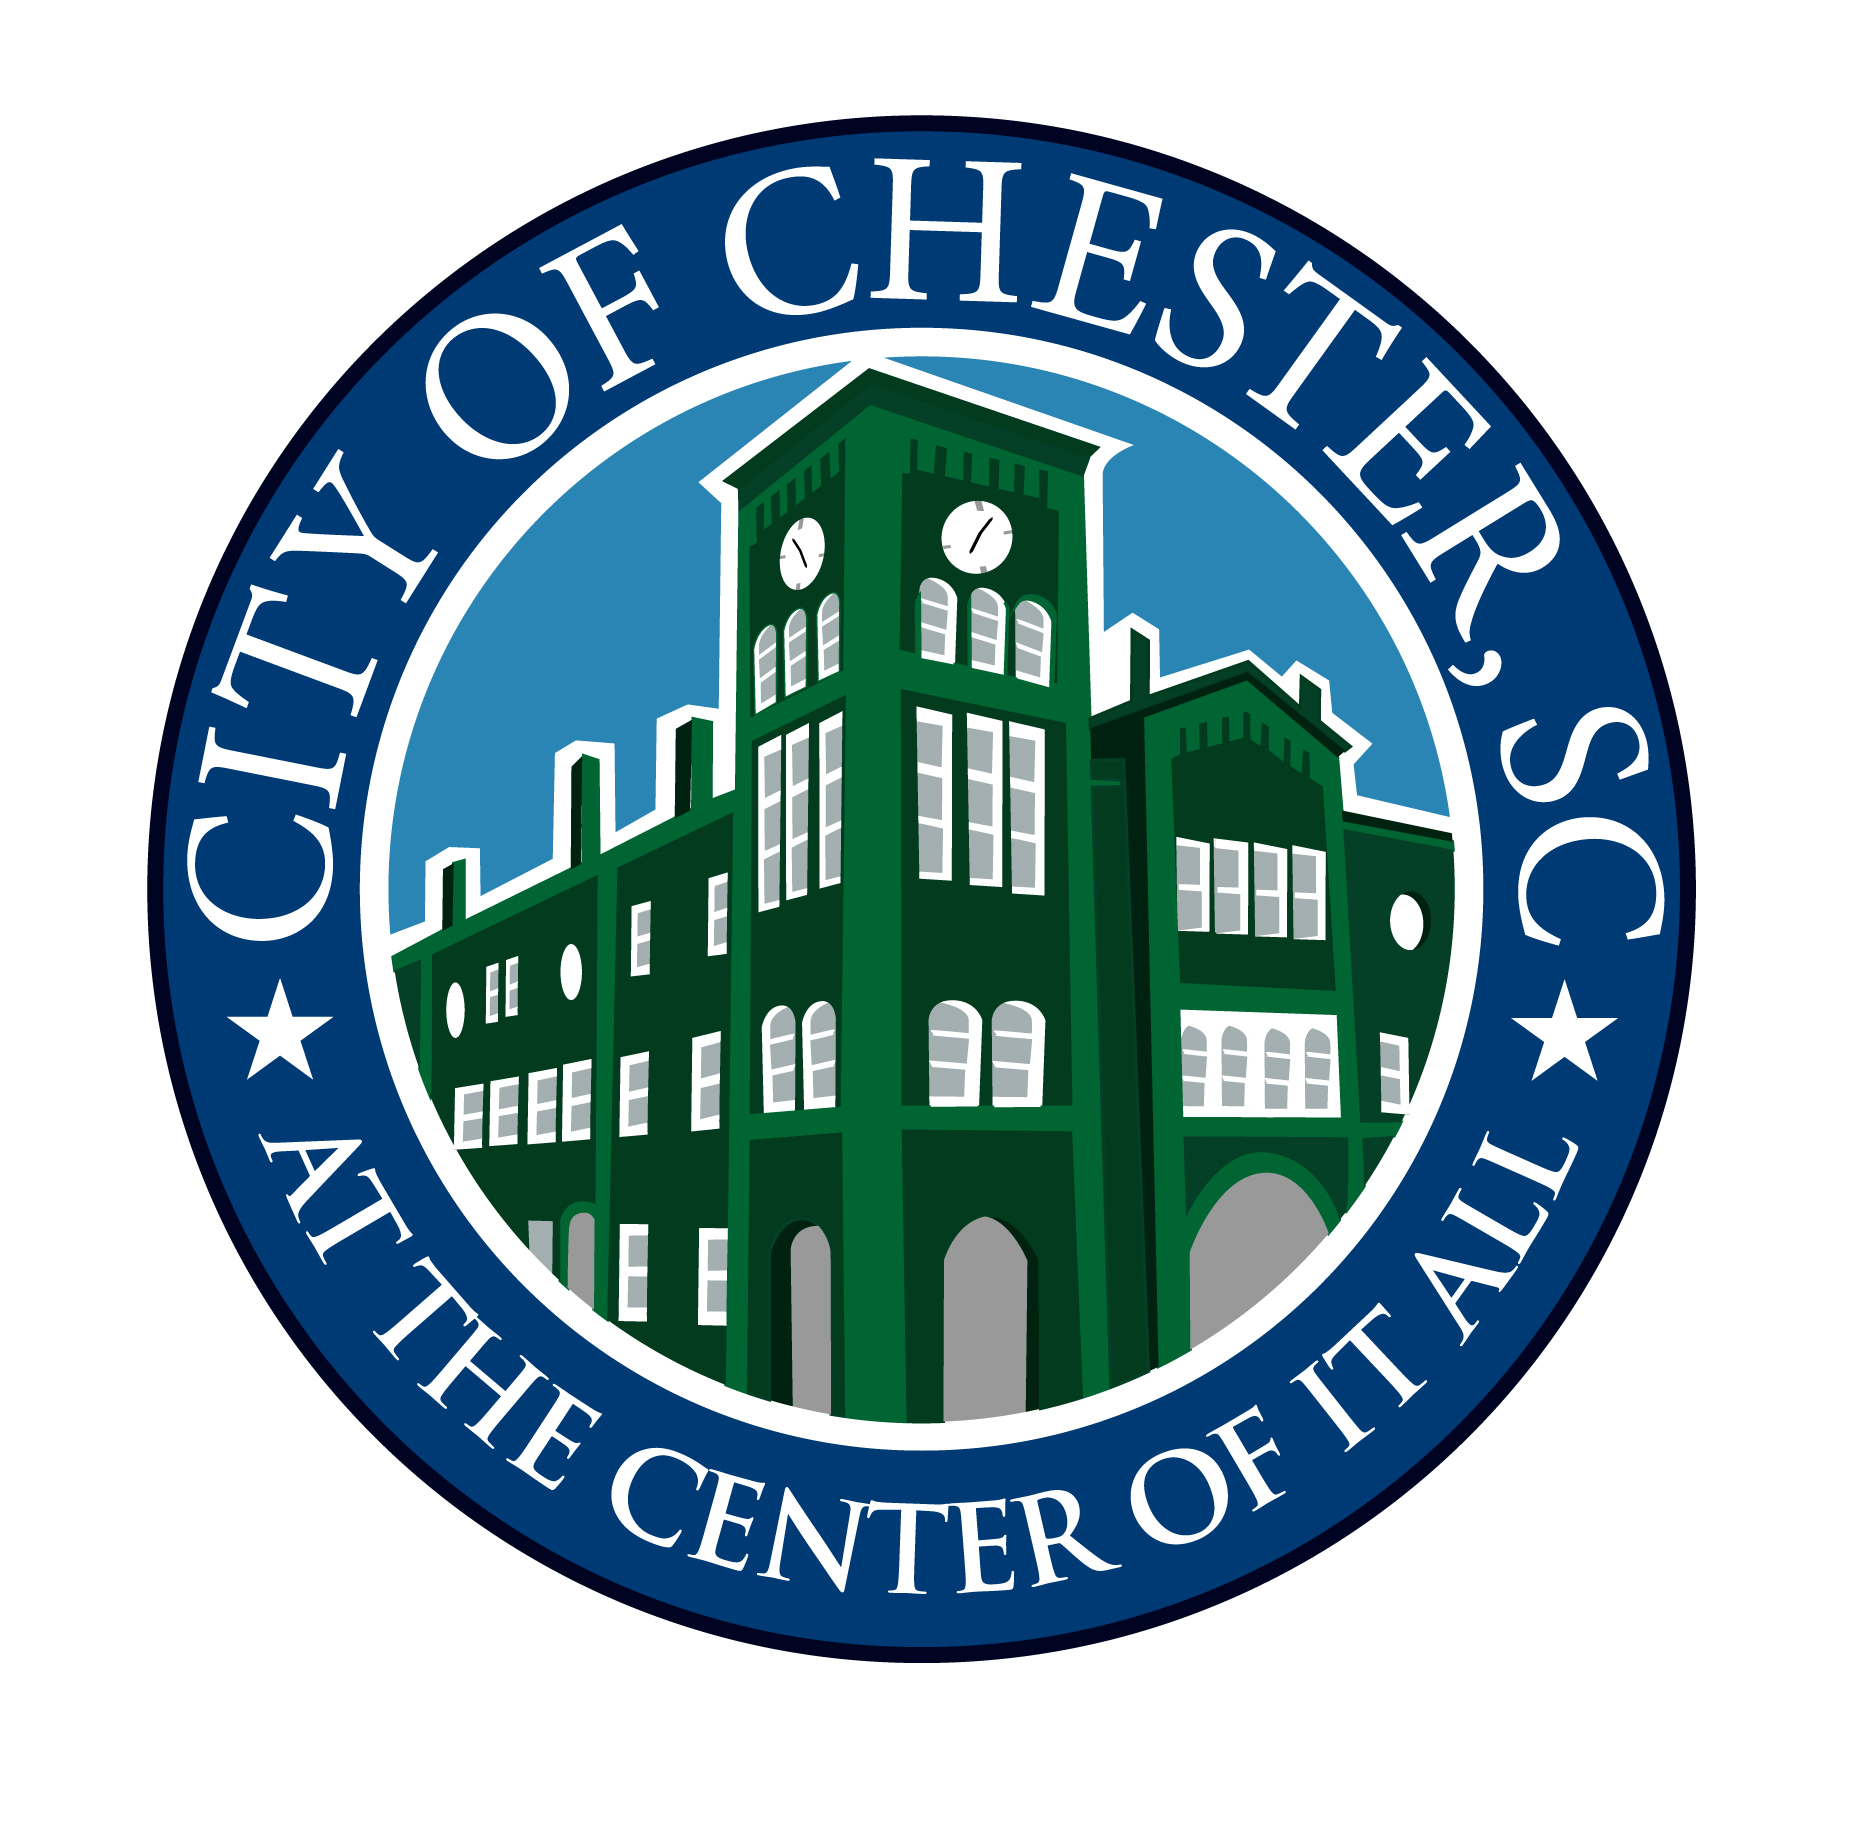 CITY OF CHESTER, SC
AT THE CENTER OF IT ALL